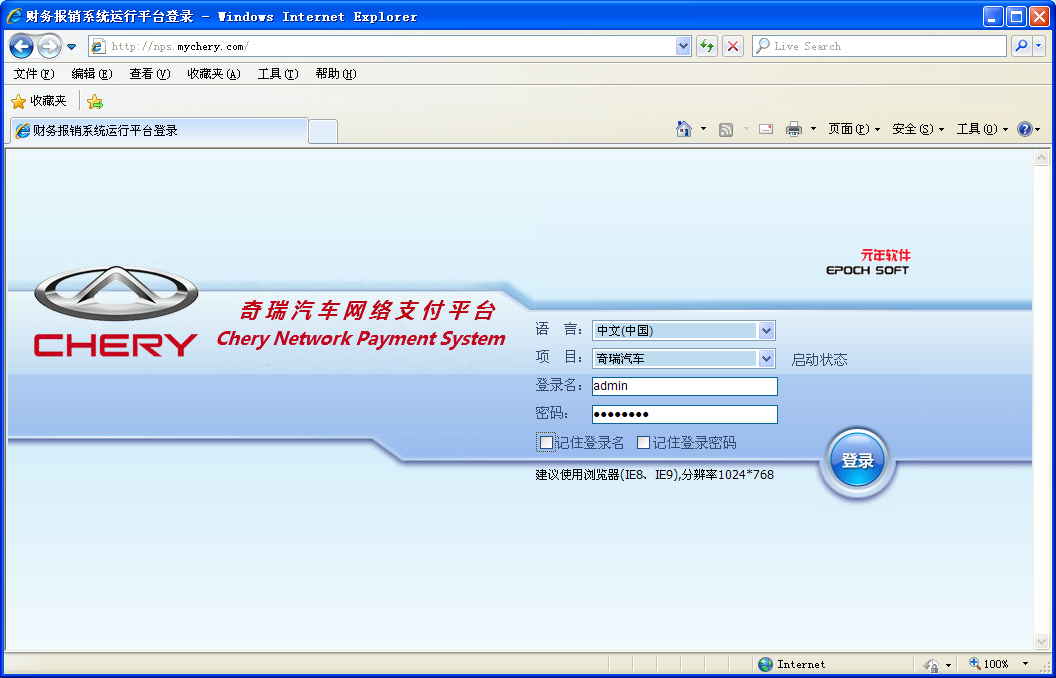 财务报销系统运行平台登录 - Windows Internet Explorer
http://nps.mychery.com/
Live Search
文件(F) 编辑(E) 查看(V) 收藏夹(A) 工具(T) 帮助(H)
收藏夹
财务报销系统运行平台登录
页面(P) 安全(S) 工具(O)
元年软件
EPOCH SOFT
CHERY
奇瑞汽车网络支付平台
Chery Network Payment System
语 言: 中文(中国)
项 目: 奇瑞汽车 启动状态
登录名: admin
密码: ●●●●●●●●
记住登录名 记住登录密码
登录
建议使用浏览器(IE8、IE9),分辨率1024*768
Internet
100%